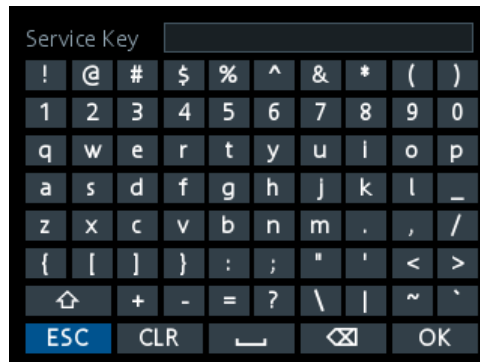 Service Key
! @ # $ % ^ & * ( )
1 2 3 4 5 6 7 8 9 0
q w e r t y u i o p
a s d f g h j k l _
z x c v b n m . , /
{ [ ] } : ; " ' < >
+ - = ? \ | ~ `
ESC CLR OK